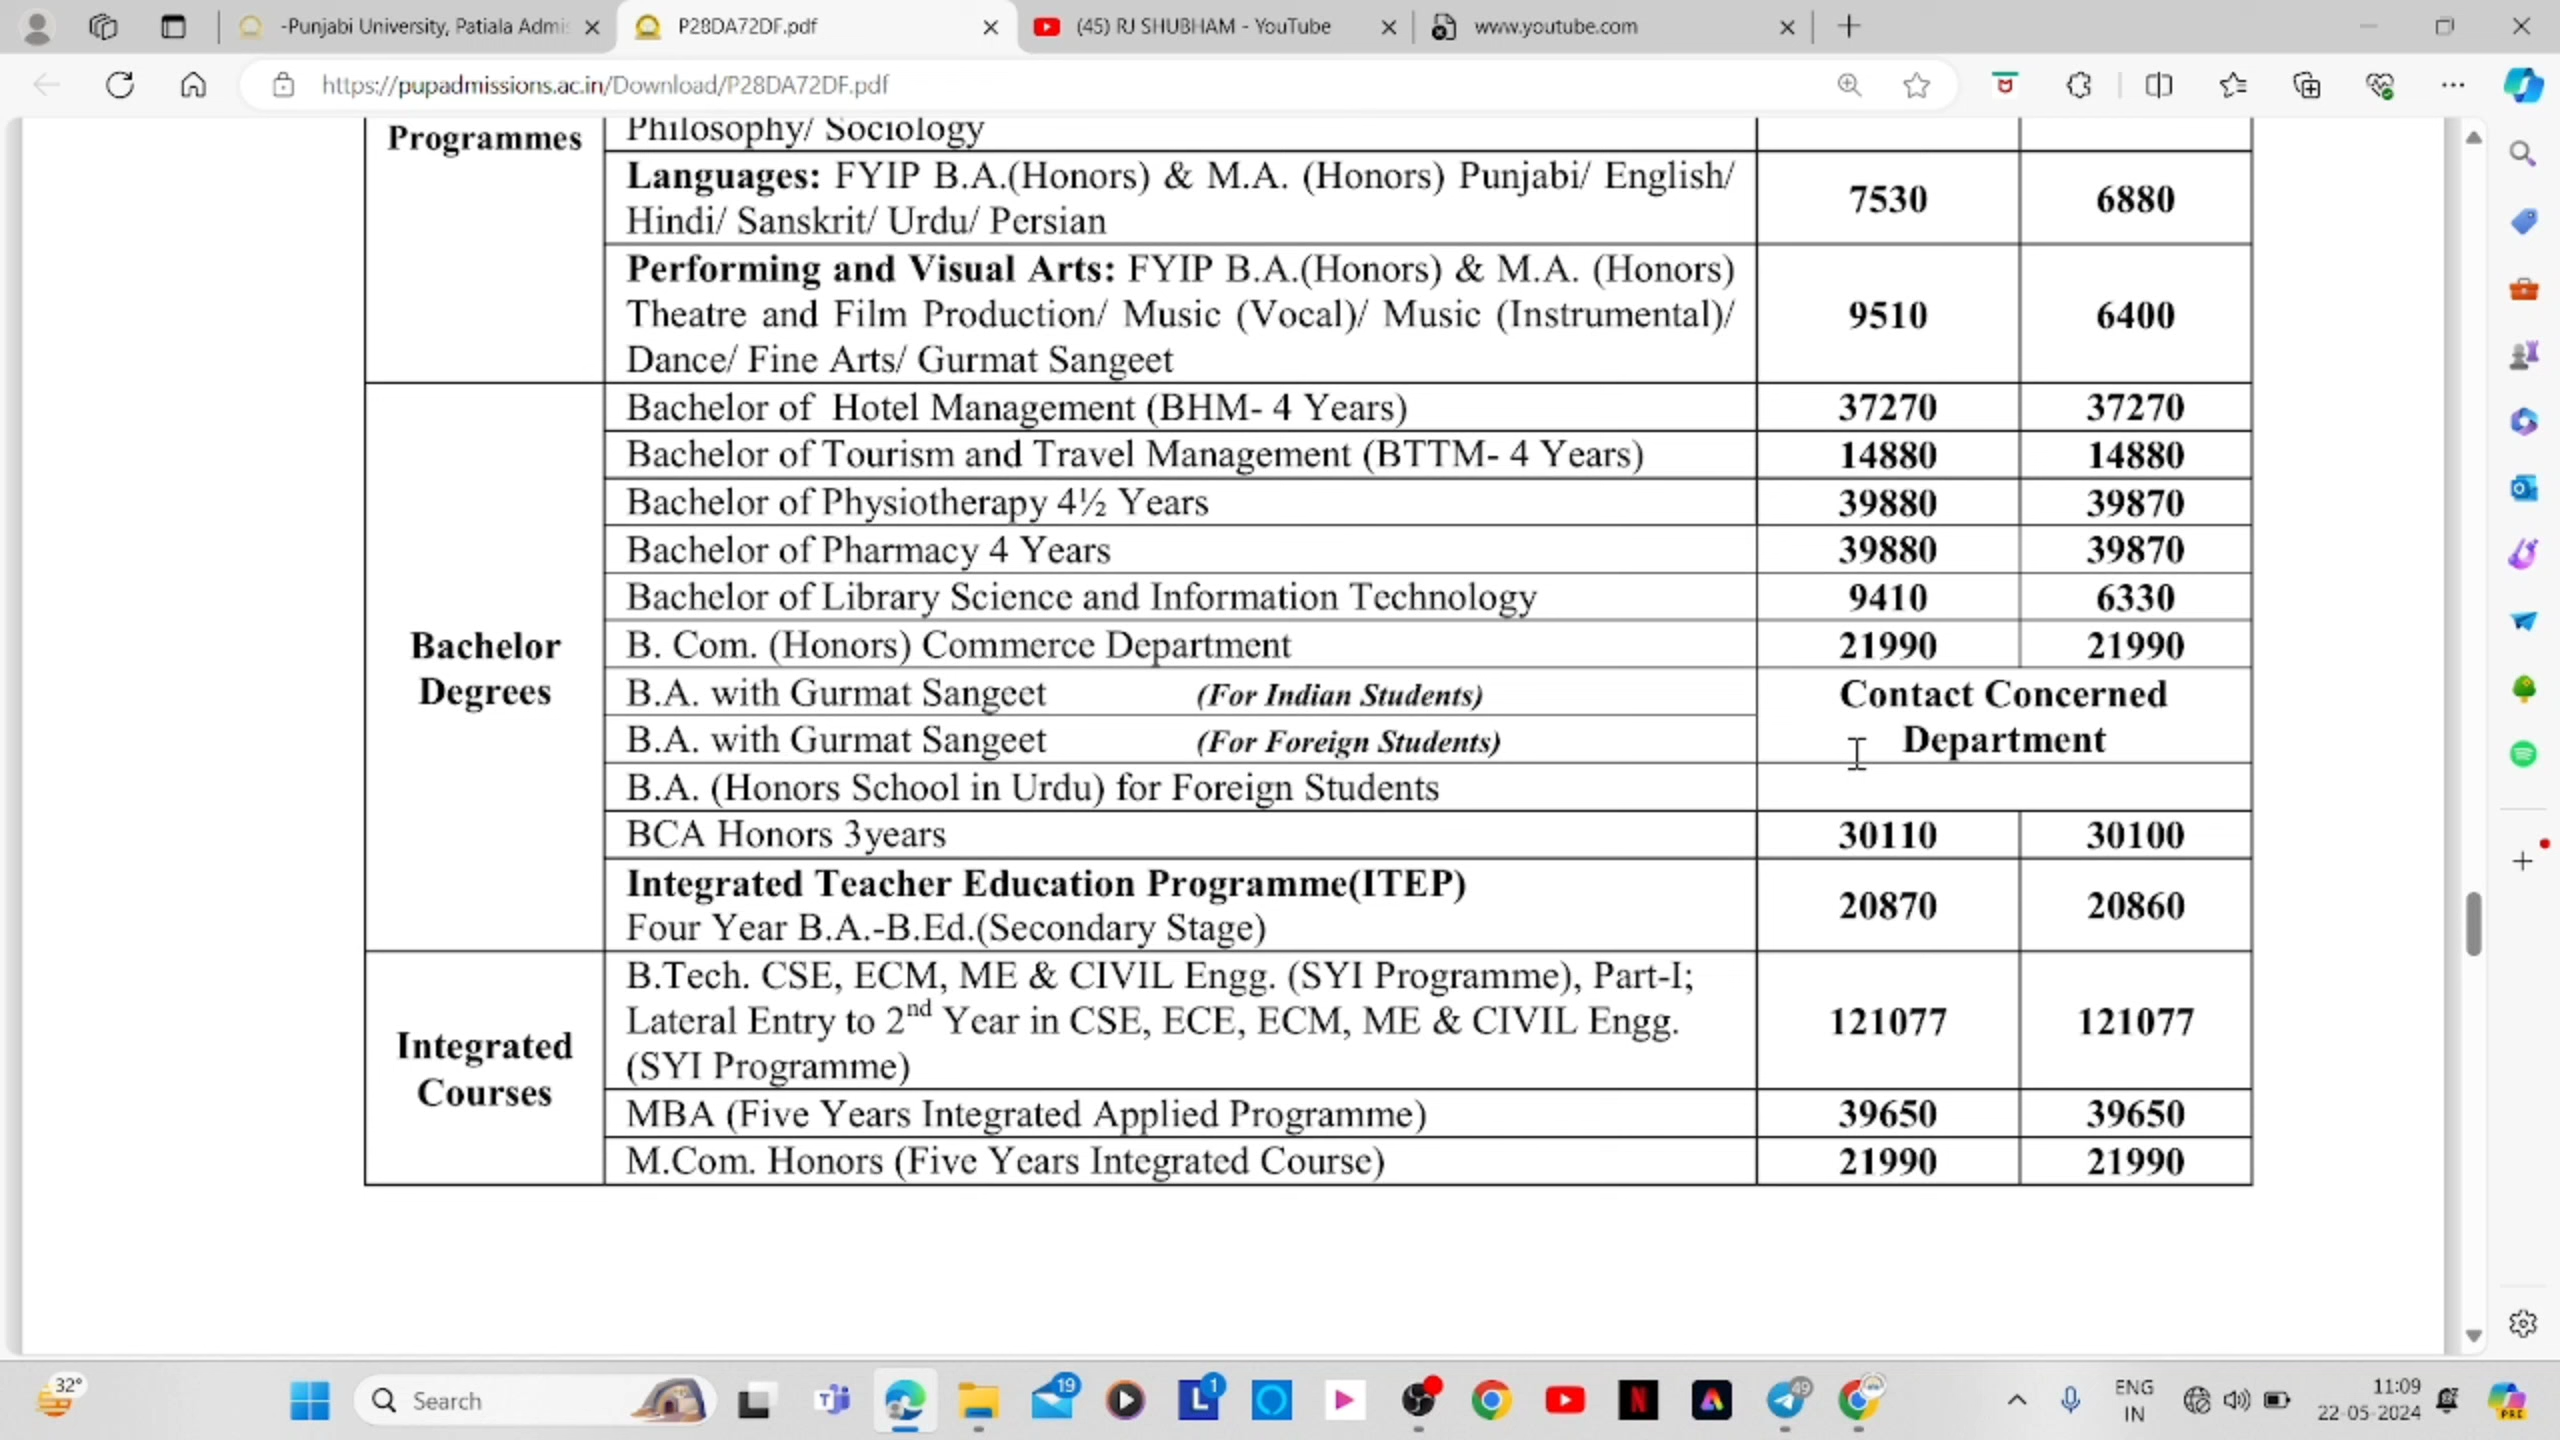 -Punjabi University, Patiala Admi
P28DA72DF.pdf
(45) RJ SHUBHAM - YouTube
www.youtube.com
https://pupadmissions.ac.in/Download/P28DA72DF.pdf
Programmes
Philosophy/ Sociology
Languages: FYIP B.A.(Honors) & M.A. (Honors) Punjabi/ English/
Hindi/ Sanskrit/ Urdu/ Persian
7530
6880
Performing and Visual Arts: FYIP B.A.(Honors) & M.A. (Honors)
Theatre and Film Production/ Music (Vocal)/ Music (Instrumental)/
Dance/ Fine Arts/ Gurmat Sangeet
9510
6400
Bachelor
Degrees
Bachelor of Hotel Management (BHM- 4 Years)
37270
37270
Bachelor of Tourism and Travel Management (BTTM- 4 Years)
14880
14880
Bachelor of Physiotherapy 4½ Years
39880
39870
Bachelor of Pharmacy 4 Years
39880
39870
Bachelor of Library Science and Information Technology
9410
6330
B. Com. (Honors) Commerce Department
21990
21990
B.A. with Gurmat Sangeet (For Indian Students)
B.A. with Gurmat Sangeet (For Foreign Students)
Contact Concerned
Department
B.A. (Honors School in Urdu) for Foreign Students
BCA Honors 3years
30110
30100
Integrated Teacher Education Programme(ITEP)
Four Year B.A.-B.Ed.(Secondary Stage)
20870
20860
Integrated
Courses
B.Tech. CSE, ECM, ME & CIVIL Engg. (SYI Programme), Part-I;
Lateral Entry to 2nd Year in CSE, ECE, ECM, ME & CIVIL Engg.
(SYI Programme)
121077
121077
MBA (Five Years Integrated Applied Programme)
39650
39650
M.Com. Honors (Five Years Integrated Course)
21990
21990
32°
Search
19
L
1
N
49
ENG
IN
11:09
22-05-2024
PRE